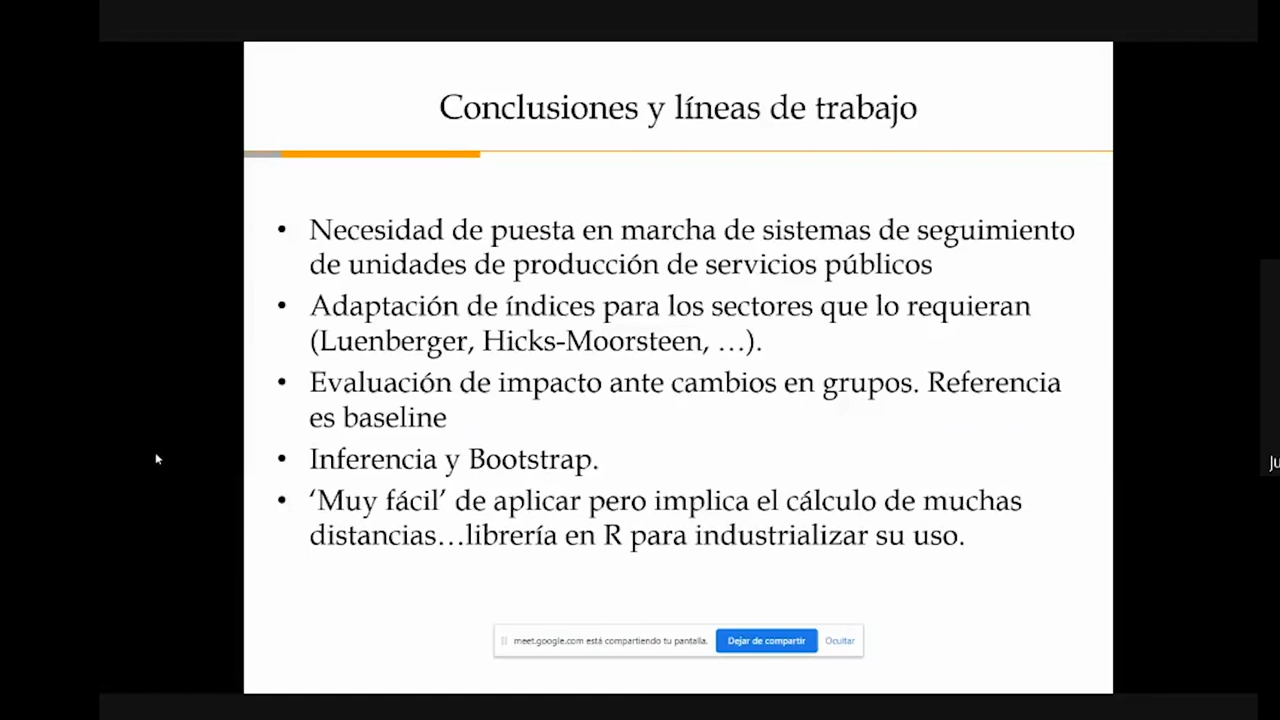 Conclusiones y líneas de trabajo
• Necesidad de puesta en marcha de sistemas de seguimiento
de unidades de producción de servicios públicos
• Adaptación de índices para los sectores que lo requieran
(Luenberger, Hicks-Moorsteen, …).
• Evaluación de impacto ante cambios en grupos. Referencia
es baseline
• Inferencia y Bootstrap.
• ‘Muy fácil’ de aplicar pero implica el cálculo de muchas
distancias…librería en R para industrializar su uso.
meet.google.com está compartiendo tu pantalla. Dejar de compartir Ocultar
Ju